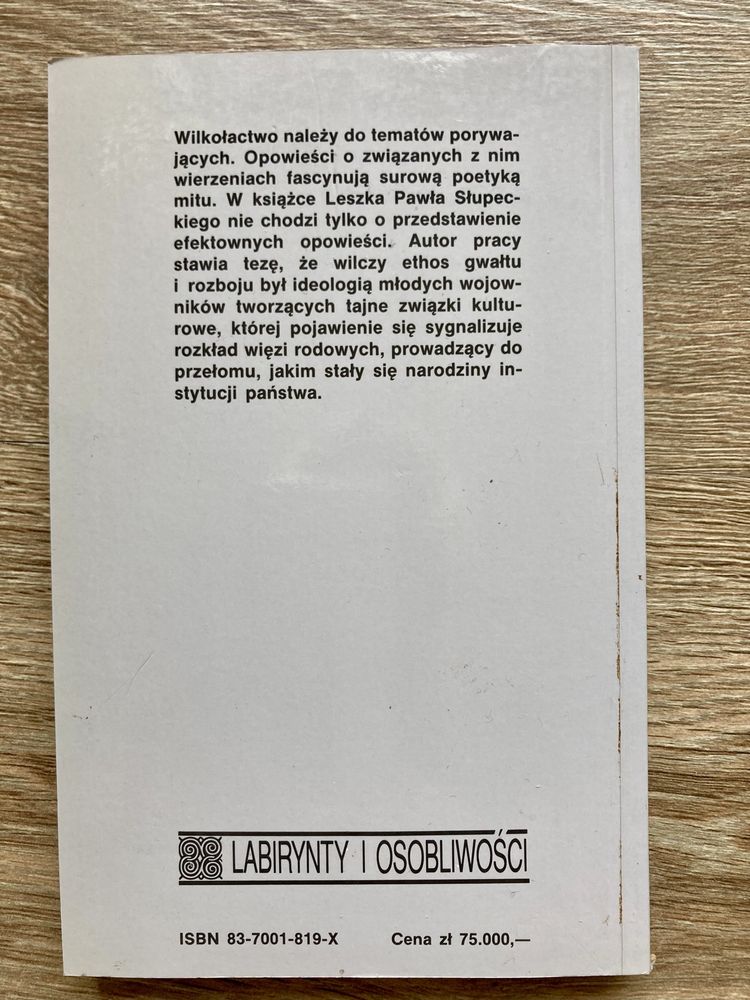 Wilkołactwo należy do tematów porywa-
jących. Opowieści o związanych z nim
wierzeniach fascynują surową poetyką
mitu. W książce Leszka Pawła Słupec-
kiego nie chodzi tylko o przedstawienie
efektownych opowieści. Autor pracy
stawia tezę, że wilczy ethos gwałtu
i rozboju był ideologią młodych wojow-
ników tworzących tajne związki kultu-
rowe, której pojawienie się sygnalizuje
rozkład więzi rodowych, prowadzący do
przełomu, jakim stały się narodziny in-
stytucji państwa.
LABIRYNTY I OSOBLIWOŚCI
ISBN 83-7001-819-X Cena zł 75.000,—